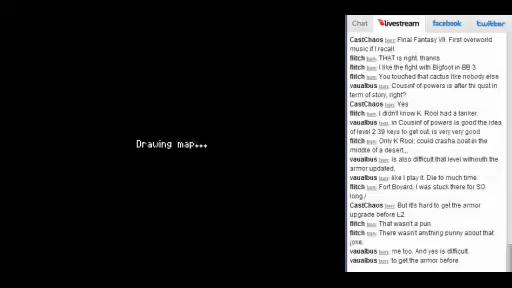 Chat livestream facebook twitter
CastChaos: Final Fantasy VII. First overworld
music if I recall
flitch: THAT is right, thanks
flitch: I like the fight with Bigfoot in BB 3
flitch: You touched that cactus like nobody else
vaualbus: Cousinf of powers is after thr qust in
term of story, right?
CastChaos: Yes
flitch: I didn't know K. Rool had a tanker.
vaualbus: in Cousinf of powers is good the idea
of level 2 39 keys to get out, is very very good
flitch: Only K Rool; could crash a boat in the
middle of a desert,,,
vaualbus: is also difficult that level withouth the
armor updated,
vaualbus: like I play it. Die to much time.
flitch: Fort Boyard, I was stuck there for SO
long./
CastChaos: But it's hard to get the armor
upgrade before L2.
flitch: That wasn't a pun.
flitch: There wasn't anything punny about that
joke.
vaualbus: me too. And yes is difficult.
vaualbus: to get the armor before.
Drawing map...